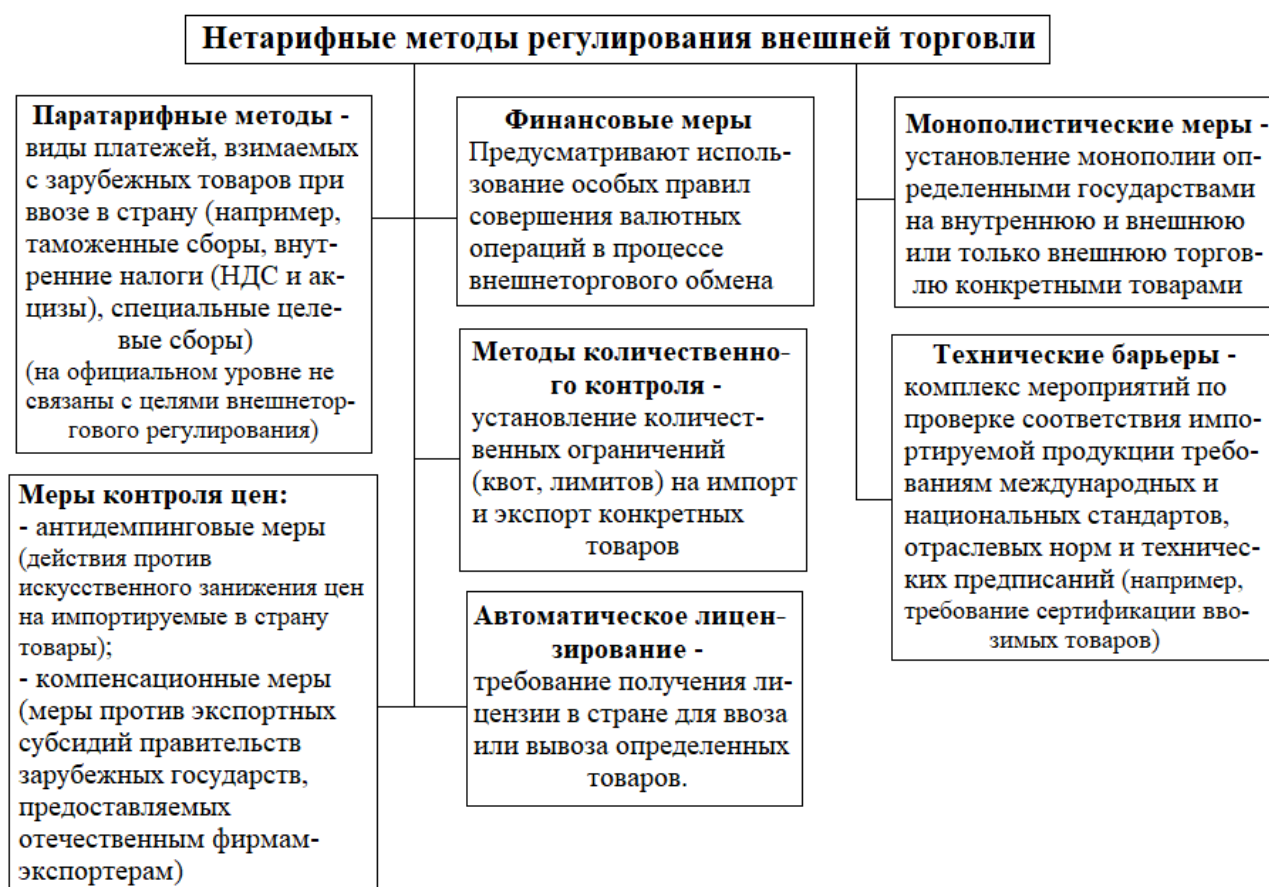 Нетарифные методы регулирования внешней торговли
Паратарифные методы -
виды платежей, взимаемых
с зарубежных товаров при
ввозе в страну (например,
таможенные сборы, внут-
ренние налоги (НДС и ак-
цизы), специальные целе-
вые сборы)
(на официальном уровне не
связаны с целями внешнетор-
гового регулирования)
Меры контроля цен:
- антидемпинговые меры
(действия против
искусственного занижения цен
на импортируемые в страну
товары);
- компенсационные меры
(меры против экспортных
субсидий правительств
зарубежных государств,
предоставляемых
отечественным фирмам-
экспортерам)
Финансовые меры
Предусматривают исполь-
зование особых правил
совершения валютных
операций в процессе
внешнеторгового обмена
Методы количественно-
го контроля -
установление количест-
венных ограничений
(квот, лимитов) на импорт
и экспорт конкретных
товаров
Автоматическое лицен-
зирование -
требование получения ли-
цензии в стране для ввоза
или вывоза определенных
товаров.
Монополистические меры -
установление монополии оп-
ределенными государствами
на внутреннюю и внешнюю
или только внешнюю торгов-
лю конкретными товарами
Технические барьеры -
комплекс мероприятий по
проверке соответствия импо-
ртируемой продукции требо-
ваниям международных и
национальных стандартов,
отраслевых норм и техничес-
ких предписаний (например,
требование сертификации вво-
зимых товаров)